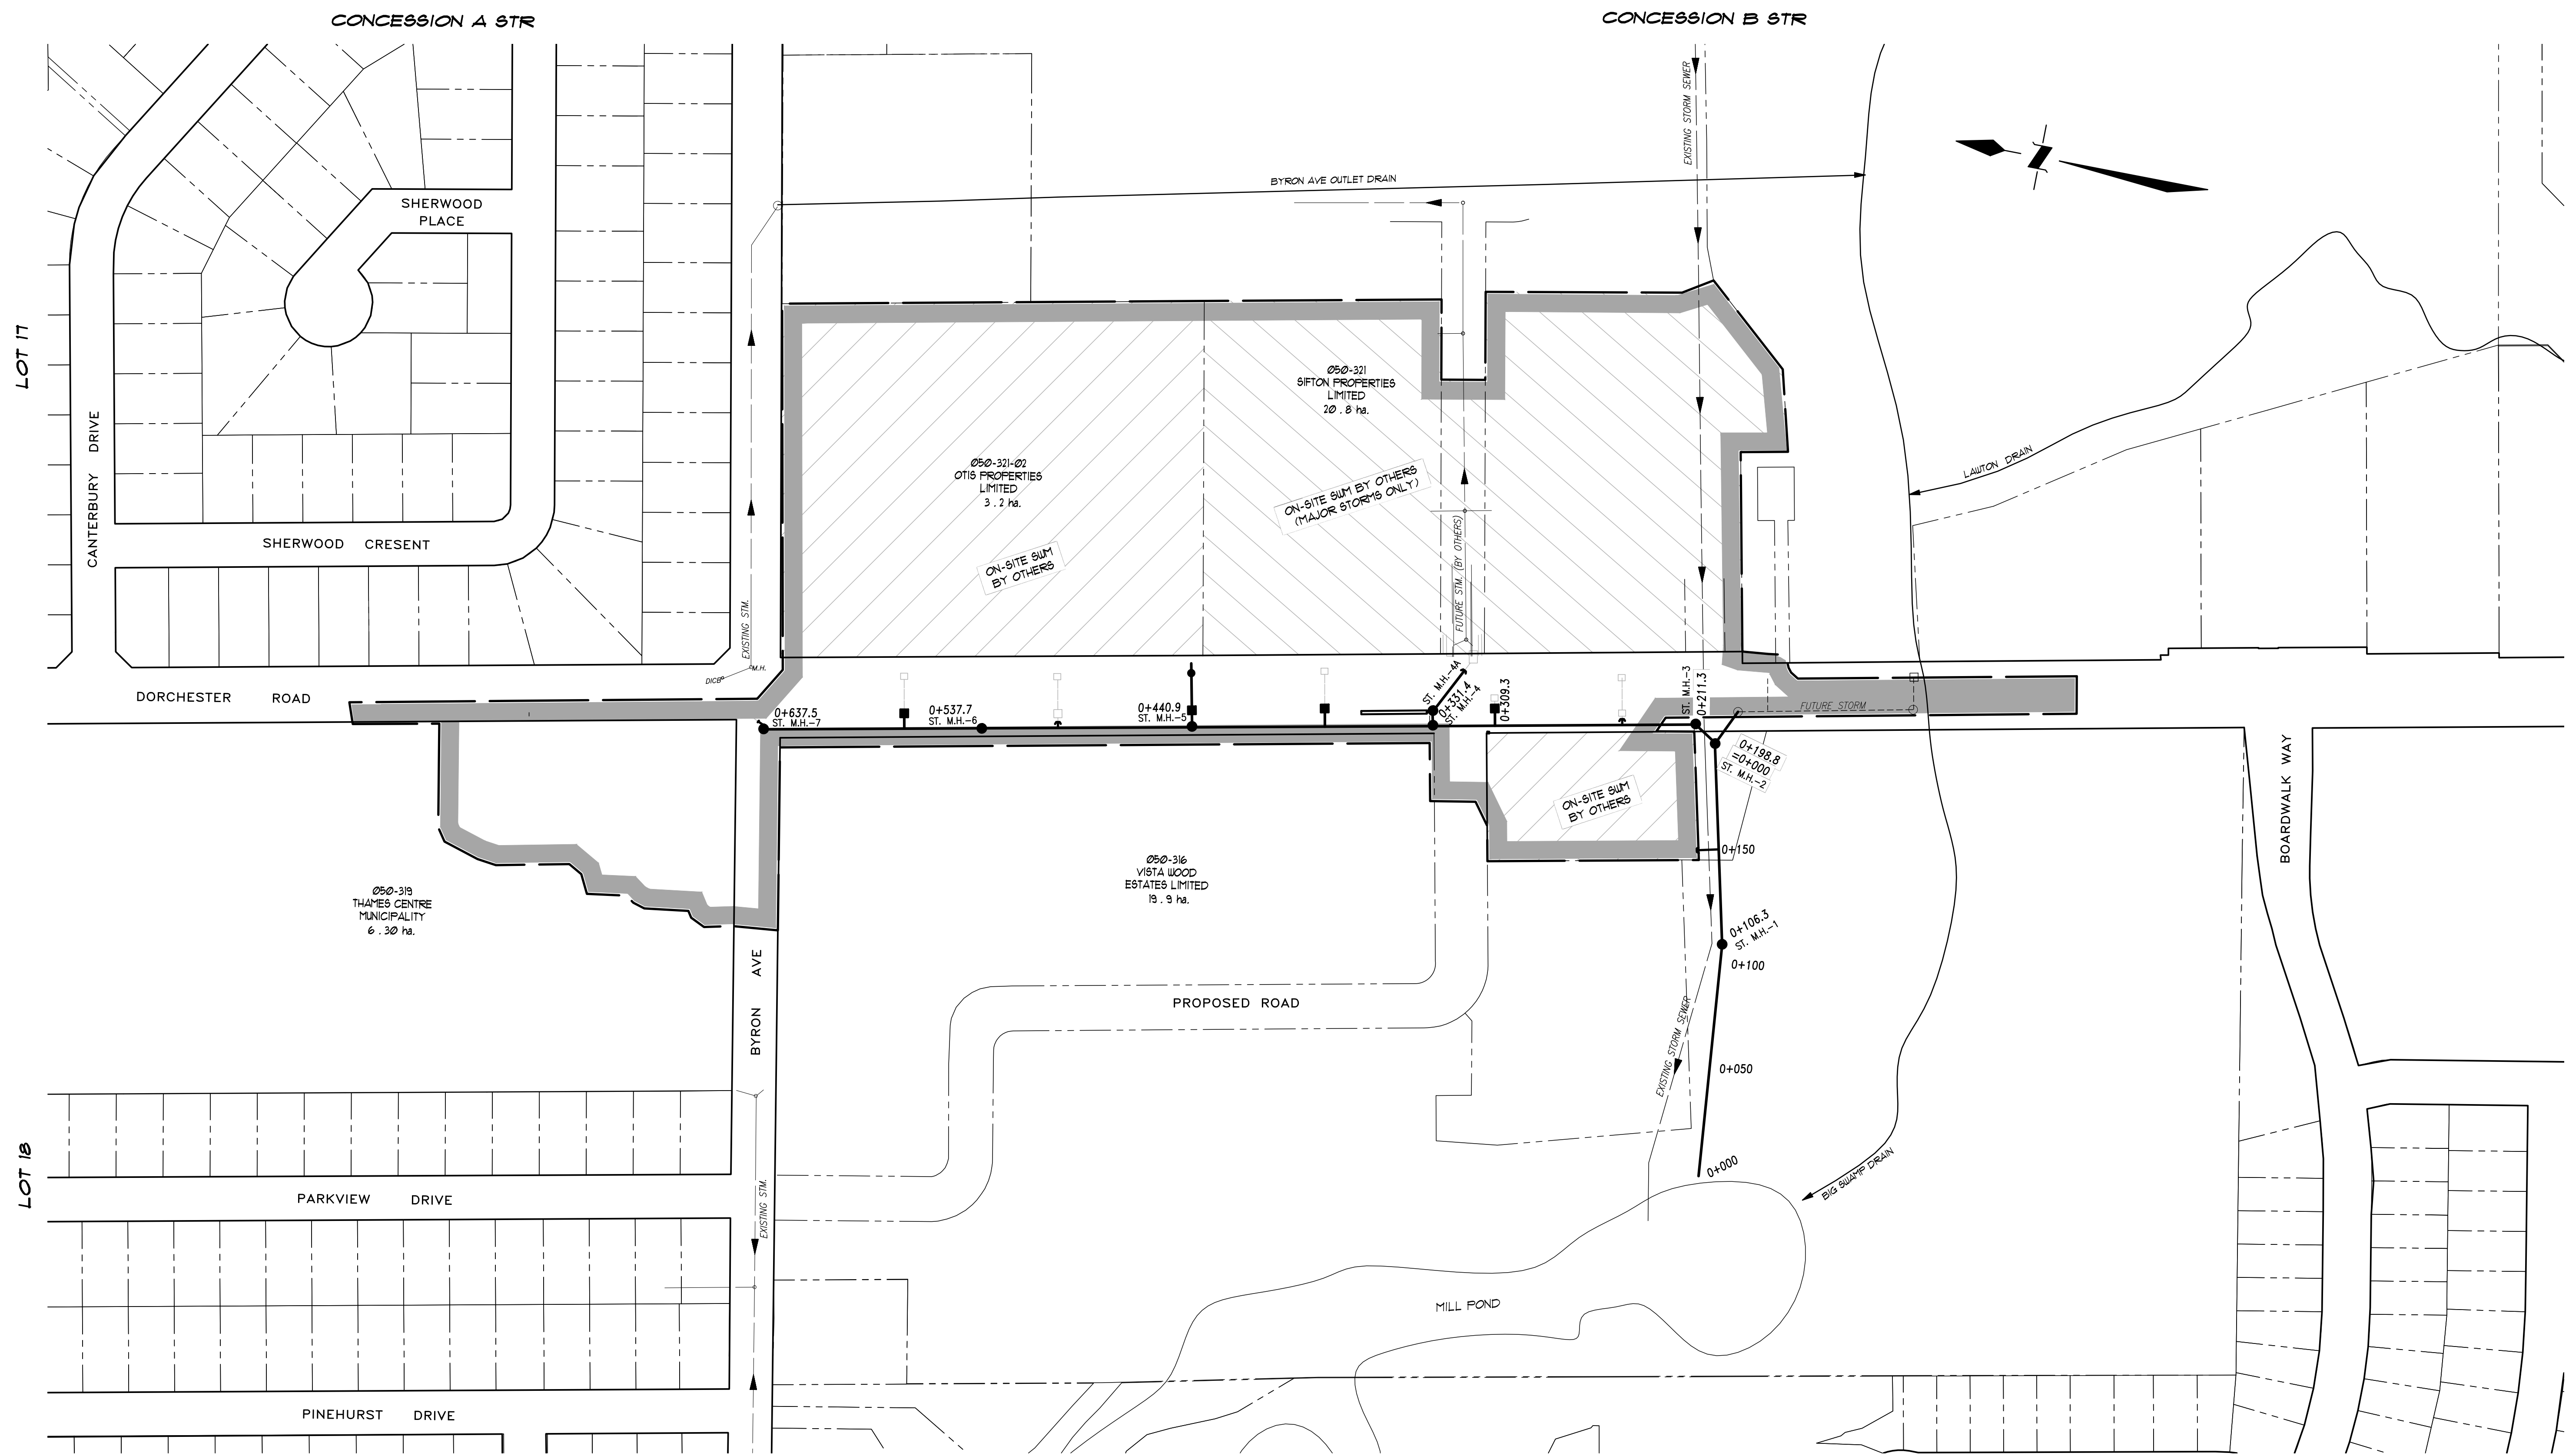 CONCESSION A STR
CONCESSION B STR
EXISTING STORM SEWER
BYRON AVE OUTLET DRAIN
SHERWOOD
PLACE
LOT 17
CANTERBURY DRIVE
SHERWOOD CRESENT
050-321
SIFTON PROPERTIES
LIMITED
20.8 ha.
050-321-02
OTIS PROPERTIES
LIMITED
3.2 ha.
ON-SITE SWM BY OTHERS
(MAJOR STORMS ONLY)
ON-SITE SWM
BY OTHERS
FUTURE STM. (BY OTHERS)
LAWTON DRAIN
EXISTING STM.
M.H.
DICB
DORCHESTER ROAD
0+637.5
ST. M.H.-7
0+537.7
ST. M.H.-6
0+440.9
ST. M.H.-5
ST. M.H.-4A
0+331.4
ST. M.H.-4
0+309.3
ST. M.H.-3
0+211.3
FUTURE STORM
0+198.8
=0+000
ST. M.H.-2
ON-SITE SWM
BY OTHERS
0+150
BOARDWALK WAY
050-319
THAMES CENTRE
MUNICIPALITY
6.30 ha.
050-316
VISTA WOOD
ESTATES LIMITED
19.9 ha.
0+106.3
ST. M.H.-1
0+100
BYRON AVE
PROPOSED ROAD
EXISTING STORM SEWER
0+050
0+000
BIG SWAMP DRAIN
LOT 18
PARKVIEW DRIVE
EXISTING STM.
MILL POND
PINEHURST DRIVE